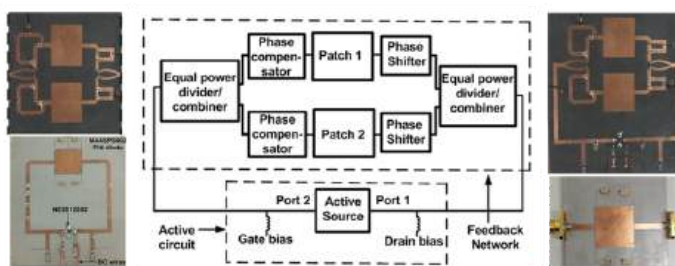 Phase
compen-
sator
Patch 1
Phase
Shifter
Equal power
divider/
combiner
Equal power
divider/
combiner
Phase
compen-
sator
Patch 2
Phase
Shifter
Port 2
Active
Source
Port 1
Active
circuit
Gate bias
Drain bias
Feedback
Network